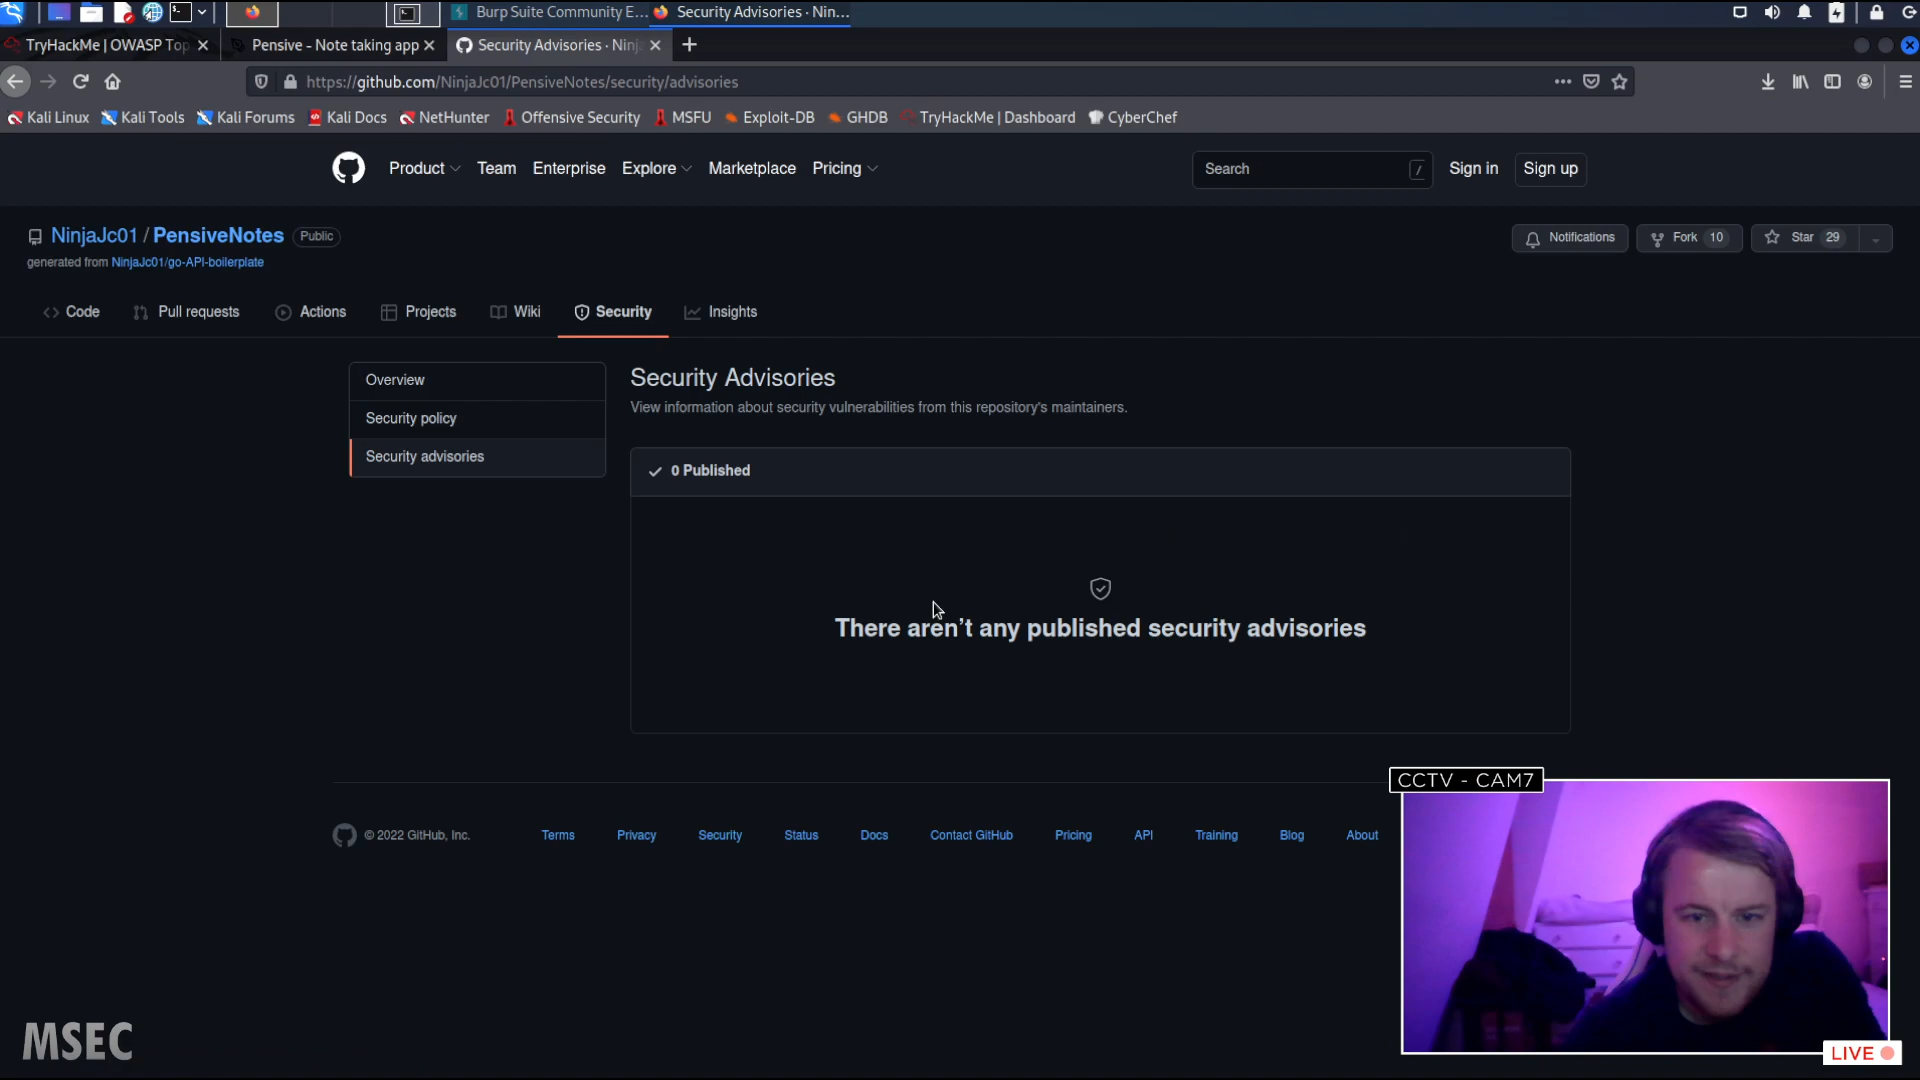 Burp Suite Community E...
Security Advisories · Nin...
TryHackMe | OWASP Top
Pensive - Note taking app
Security Advisories · Ninja
https://github.com/NinjaJc01/PensiveNotes/security/advisories
Kali Linux
Kali Tools
Kali Forums
Kali Docs
NetHunter
Offensive Security
MSFU
Exploit-DB
GHDB
TryHackMe | Dashboard
CyberChef
Product
Team
Enterprise
Explore
Marketplace
Pricing
Search /
Sign in
Sign up
NinjaJc01 / PensiveNotes Public
Notifications
Fork 10
Star 29
generated from NinjaJc01/go-API-boilerplate
Code
Pull requests
Actions
Projects
Wiki
Security
Insights
Overview
Security policy
Security advisories
Security Advisories
View information about security vulnerabilities from this repository's maintainers.
0 Published
There aren't any published security advisories
© 2022 GitHub, Inc.
Terms
Privacy
Security
Status
Docs
Contact GitHub
Pricing
API
Training
Blog
About
CCTV - CAM7
MSEC
LIVE